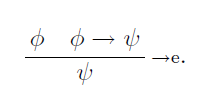 ϕ ϕ → ψ
ψ →e.